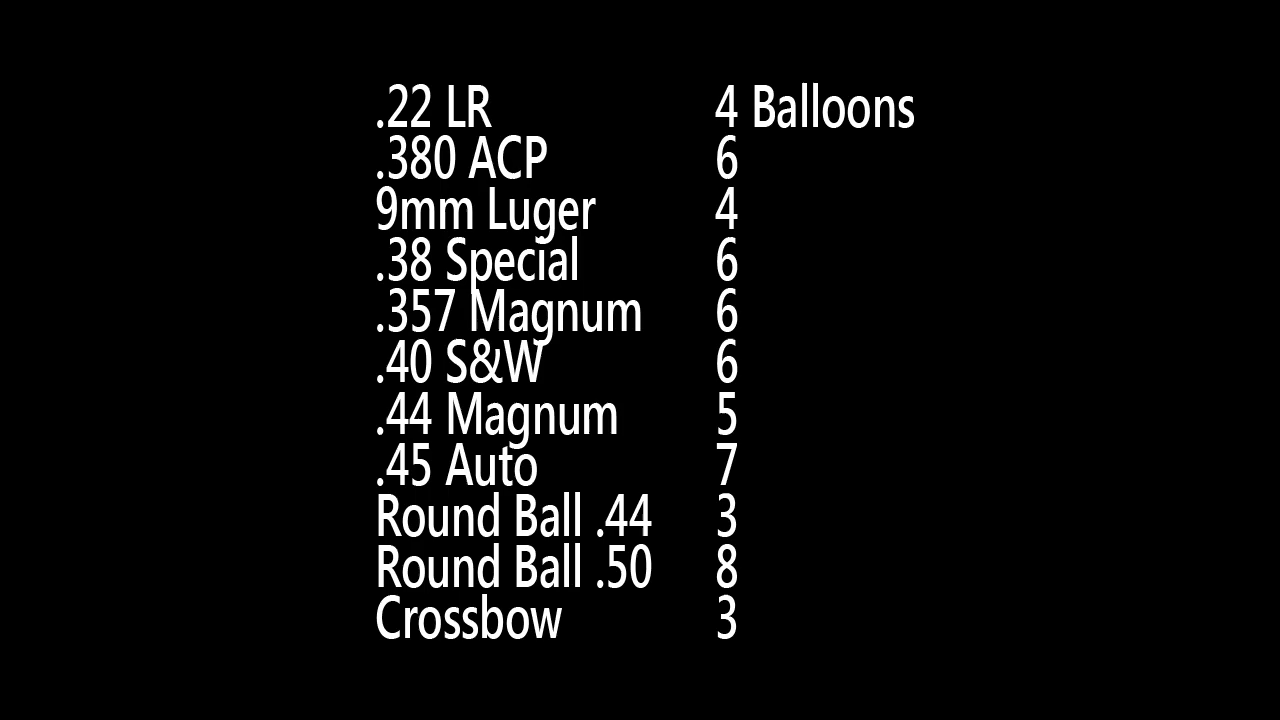 .22 LR 4 Balloons
.380 ACP 6
9mm Luger 4
.38 Special 6
.357 Magnum 6
.40 S&W 6
.44 Magnum 5
.45 Auto 7
Round Ball .44 3
Round Ball .50 8
Crossbow 3